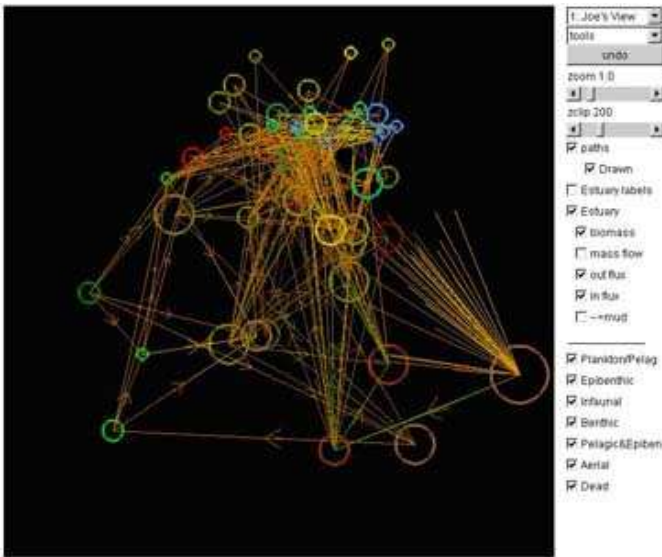 1: Joe's View
tools
undo
zoom 1.0
zclip 200
paths
Drawn
Estuary labels
Estuary
biomass
mass flow
out flux
in flux
-->mud
Plankton/Pelag
Epibenthic
Infaunal
Benthic
Pelagic&Epiben
Aerial
Dead